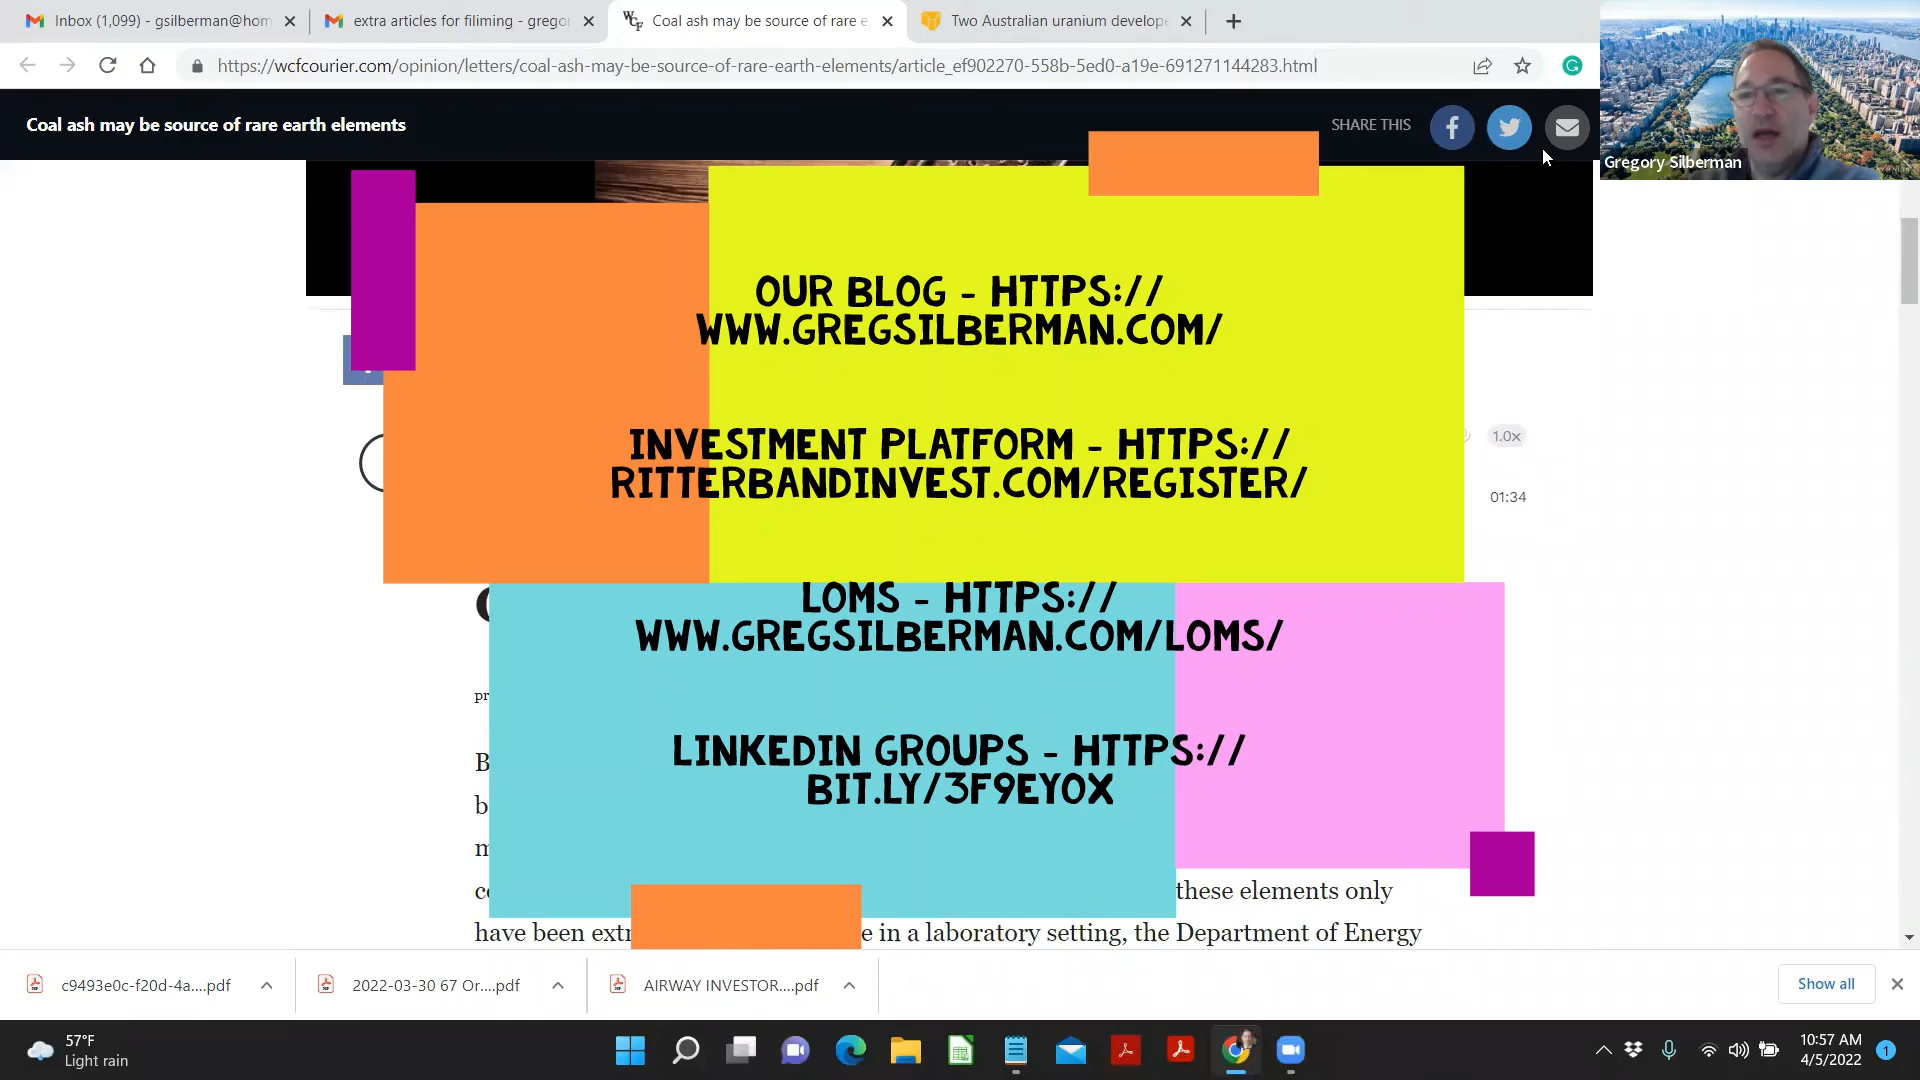 Inbox (1,099) - gsilberman@hom
extra articles for filiming - grego
Coal ash may be source of rare e
Two Australian uranium develope
https://wcfcourier.com/opinion/letters/coal-ash-may-be-source-of-rare-earth-elements/article_ef902270-558b-5ed0-a19e-691271144283.html
Coal ash may be source of rare earth elements
SHARE THIS
Gregory Silberman
OUR BLOG - HTTPS://
WWW.GREGSILBERMAN.COM/
INVESTMENT PLATFORM - HTTPS://
RITTERBANDINVEST.COM/REGISTER/
1.0×
01:34
LOMS - HTTPS://
WWW.GREGSILBERMAN.COM/LOMS/
LINKEDIN GROUPS - HTTPS://
BIT.LY/3F9EYOX
these elements only
have been extr
e in a laboratory setting, the Department of Energy
c9493e0c-f20d-4a....pdf
2022-03-30 67 Or....pdf
AIRWAY INVESTOR....pdf
Show all
57°F
Light rain
10:57 AM
4/5/2022
1